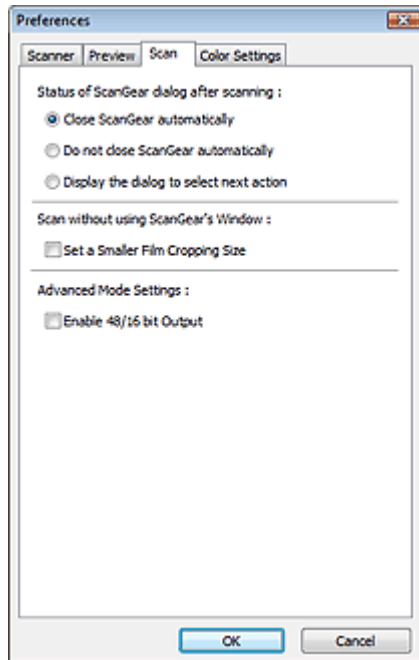 Preferences
Scanner Preview Scan Color Settings
Status of ScanGear dialog after scanning :
Close ScanGear automatically
Do not close ScanGear automatically
Display the dialog to select next action
Scan without using ScanGear's Window :
Set a Smaller Film Cropping Size
Advanced Mode Settings :
Enable 48/16 bit Output
OK Cancel